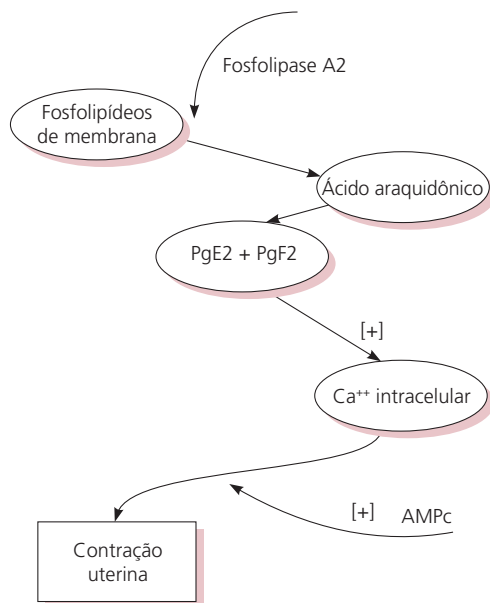 Fosfolipase A2
Fosfolipídeos
de membrana
Ácido araquidônico
PgE2 + PgF2
[+]
Ca⁺⁺ intracelular
[+] AMPc
Contração
uterina